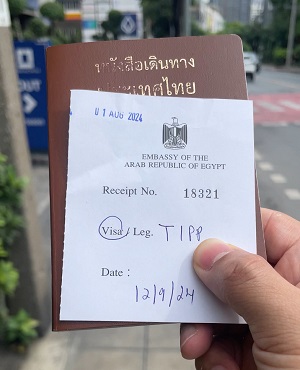 หนังสือเดินทาง
ประเทศไทย
01 AUG 2024
EMBASSY OF THE
ARAB REPUBLIC OF EGYPT
Receipt No. 18321
Visa / Leg. TIPP
Date :
12/9/24